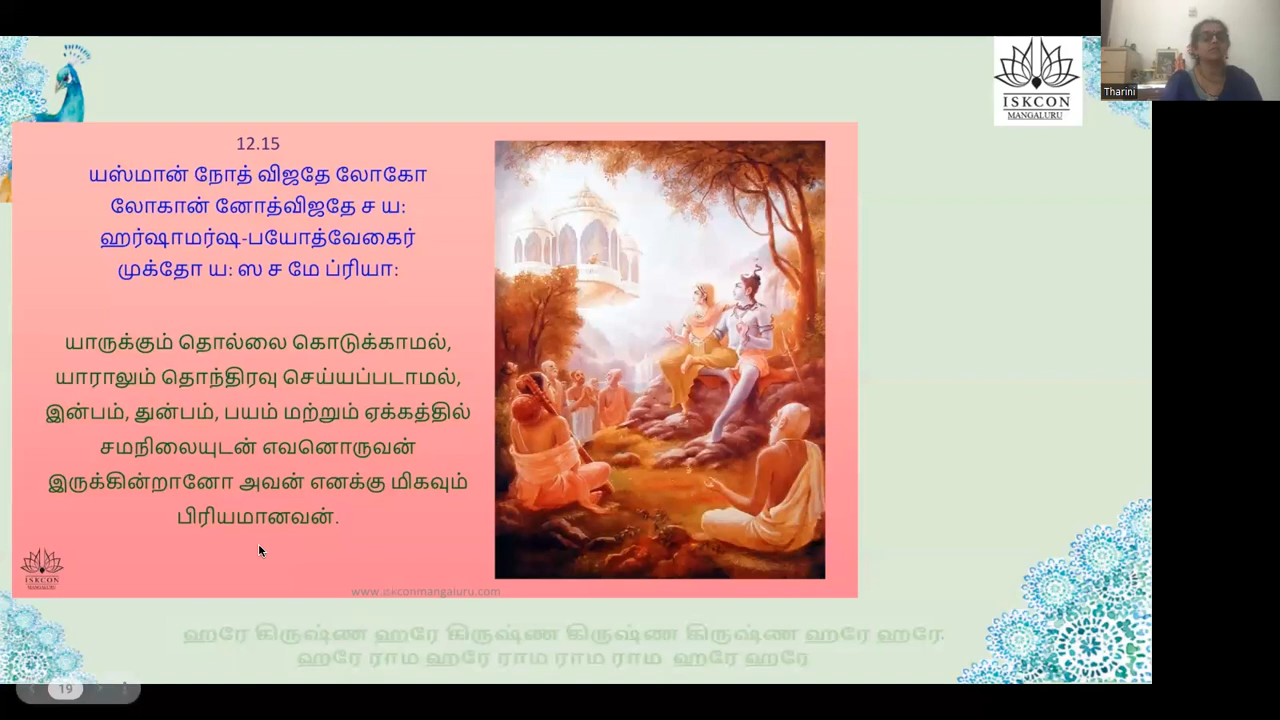 ISKCON
MANGALURU
Tharini
12.15
யஸ்மான் நோத் விஜதே லோகோ
லோகான் னோத்விஜதே ச ய:
ஹர்ஷாமர்ஷ-பயோத்வேகைர்
முக்தோ ய: ஸ ச மே ப்ரியா:
யாருக்கும் தொல்லை கொடுக்காமல்,
யாராலும் தொந்திரவு செய்யப்படாமல்,
இன்பம், துன்பம், பயம் மற்றும் ஏக்கத்தில்
சமநிலையுடன் எவனொருவன்
இருக்கின்றானோ அவன் எனக்கு மிகவும்
பிரியமானவன்.
ISKCON
MANGALURU
www.iskconmangaluru.com
ஹரே கிருஷ்ண ஹரே கிருஷ்ண கிருஷ்ண கிருஷ்ண ஹரே ஹரே.
ஹரே ராம ஹரே ராம ராம ராம ஹரே ஹரே
19